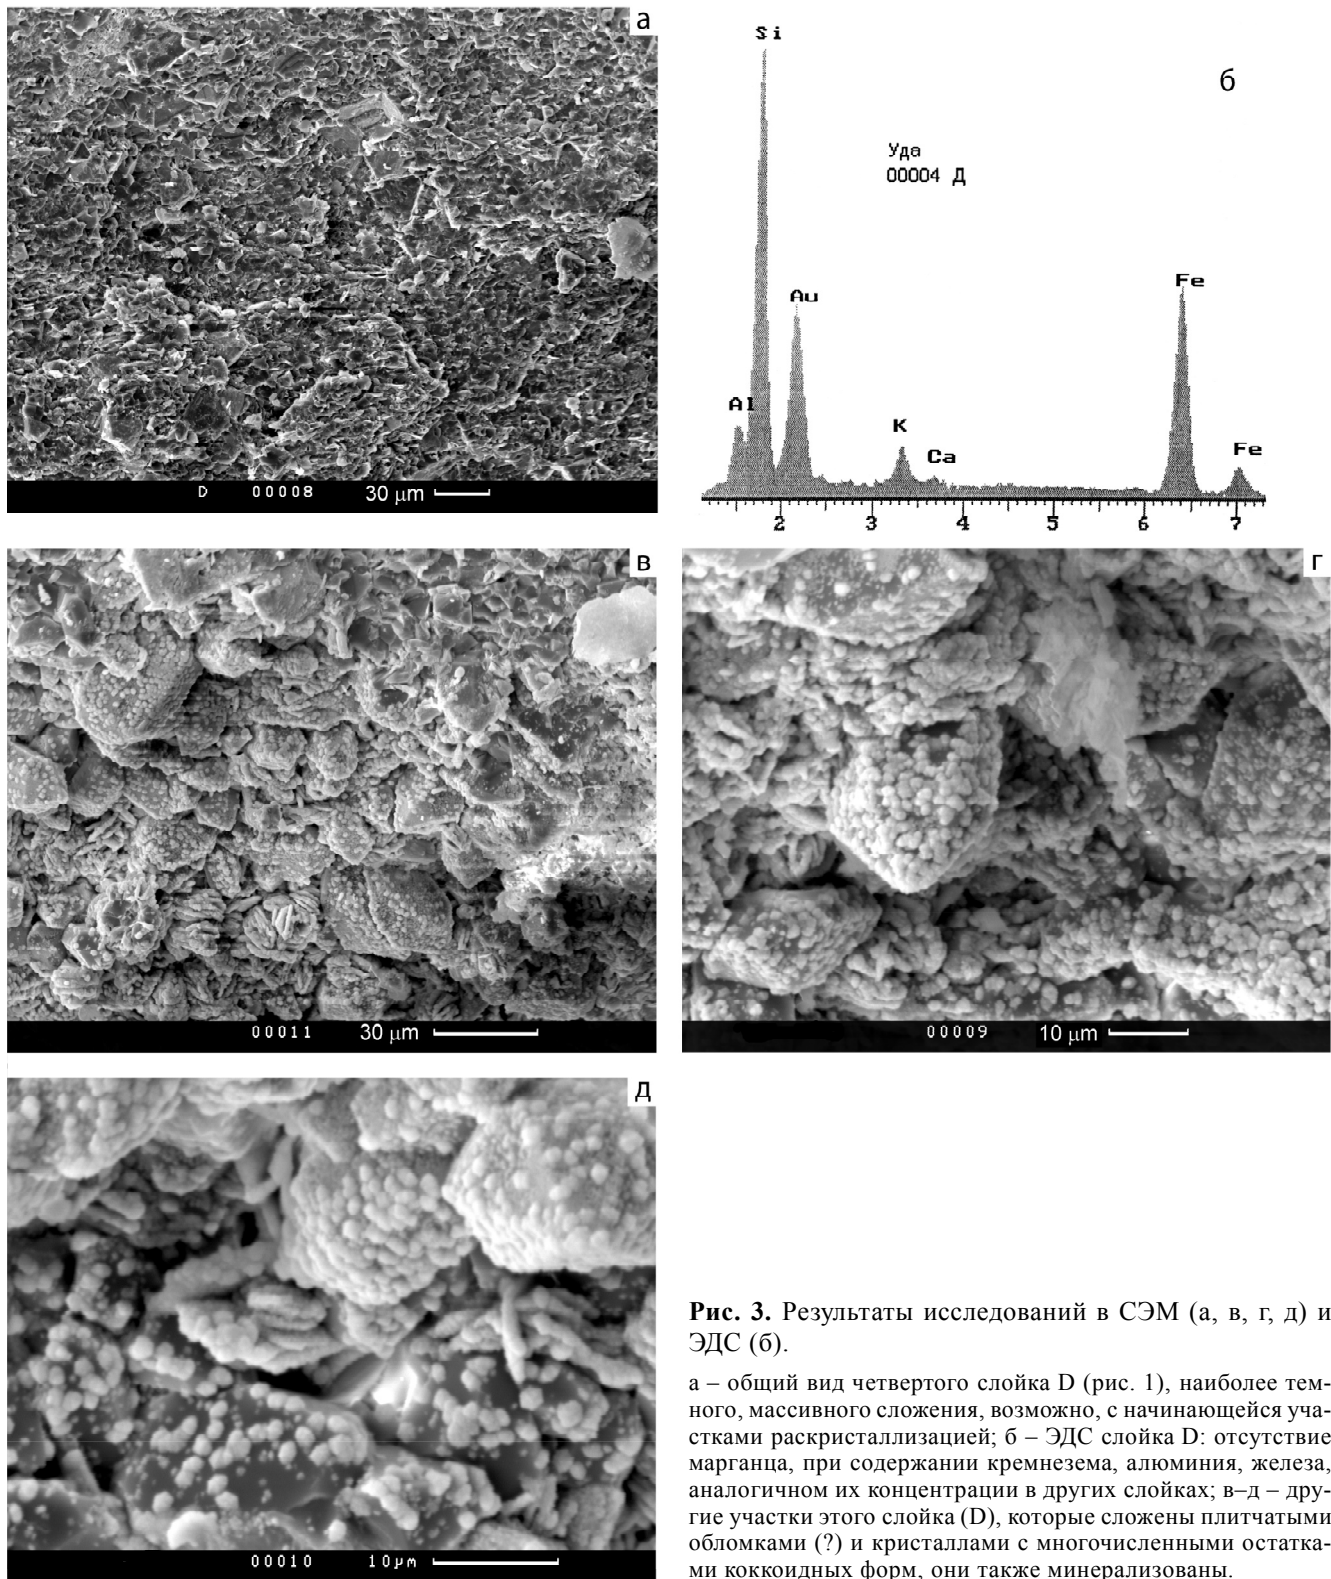 а
D 00008 30 µm
б
Si
Уда
00004 Д
Au
Fe
Al
K
Ca
Fe
2 3 4 5 6 7
в
00011 30 µm
г
00009 10 µm
д
00010 10µm
Рис. 3. Результаты исследований в СЭМ (а, в, г, д) и
ЭДС (б).
а – общий вид четвертого слойка D (рис. 1), наиболее тем-
ного, массивного сложения, возможно, с начинающейся уча-
стками раскристаллизацией; б – ЭДС слойка D: отсутствие
марганца, при содержании кремнезема, алюминия, железа,
аналогичном их концентрации в других слойках; в–д – дру-
гие участки этого слойка (D), которые сложены плитчатыми
обломками (?) и кристаллами с многочисленными остатка-
ми коккоидных форм, они также минерализованы.